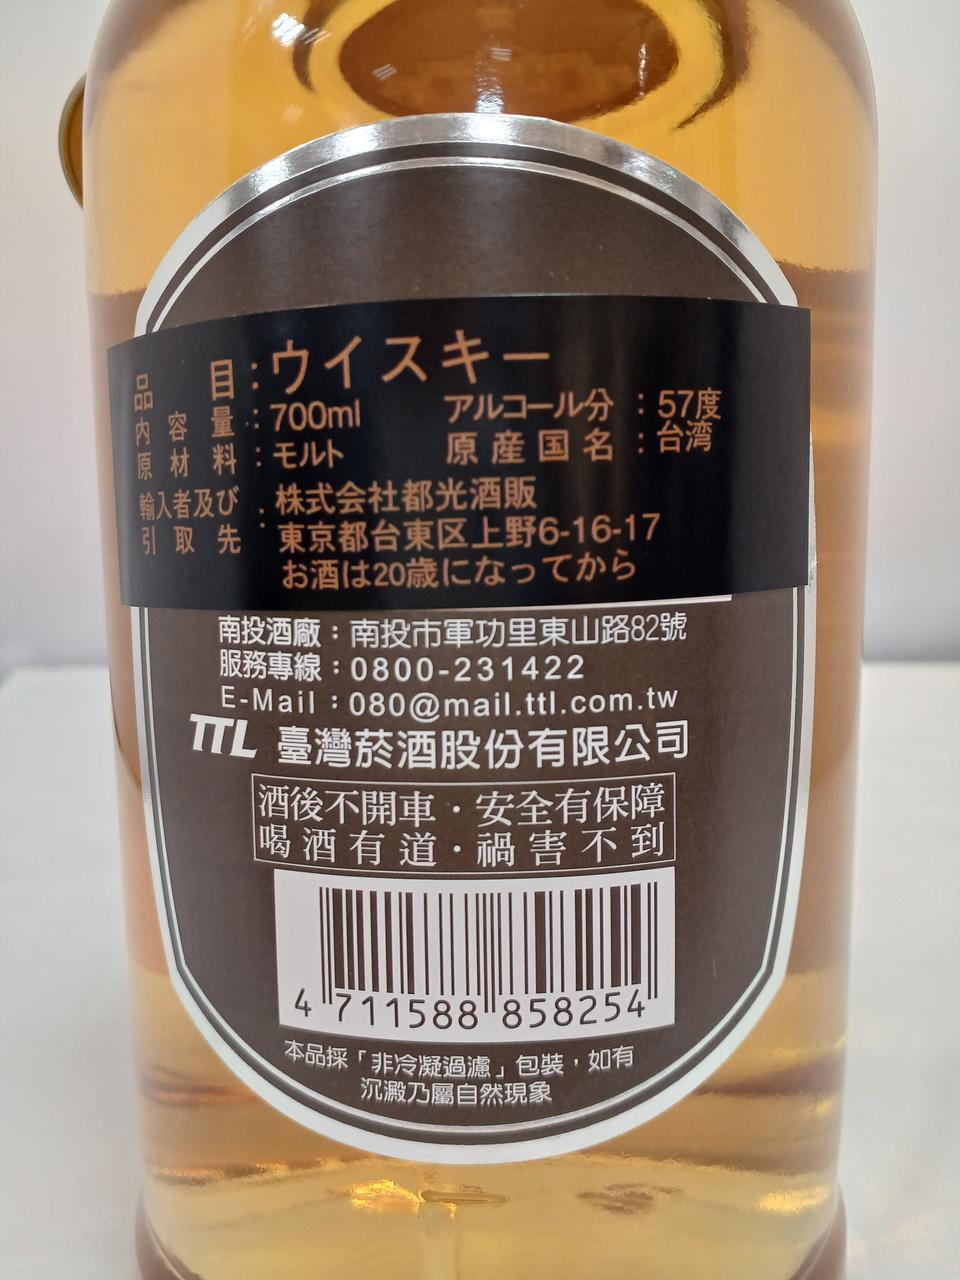 品目：ウイスキー
内容量：700ml アルコール分：57度
原材料：モルト 原産国名：台湾
輸入者及び引取先：株式会社都光酒販
東京都台東区上野6-16-17
お酒は20歳になってから
南投酒廠：南投市軍功里東山路82號
服務專線：0800-231422
E-Mail：080@mail.ttl.com.tw
TTL 臺灣菸酒股份有限公司
酒後不開車·安全有保障
喝酒有道·禍害不到
4 711588 858254
本品採「非冷凝過濾」包裝，如有
沉澱乃屬自然現象